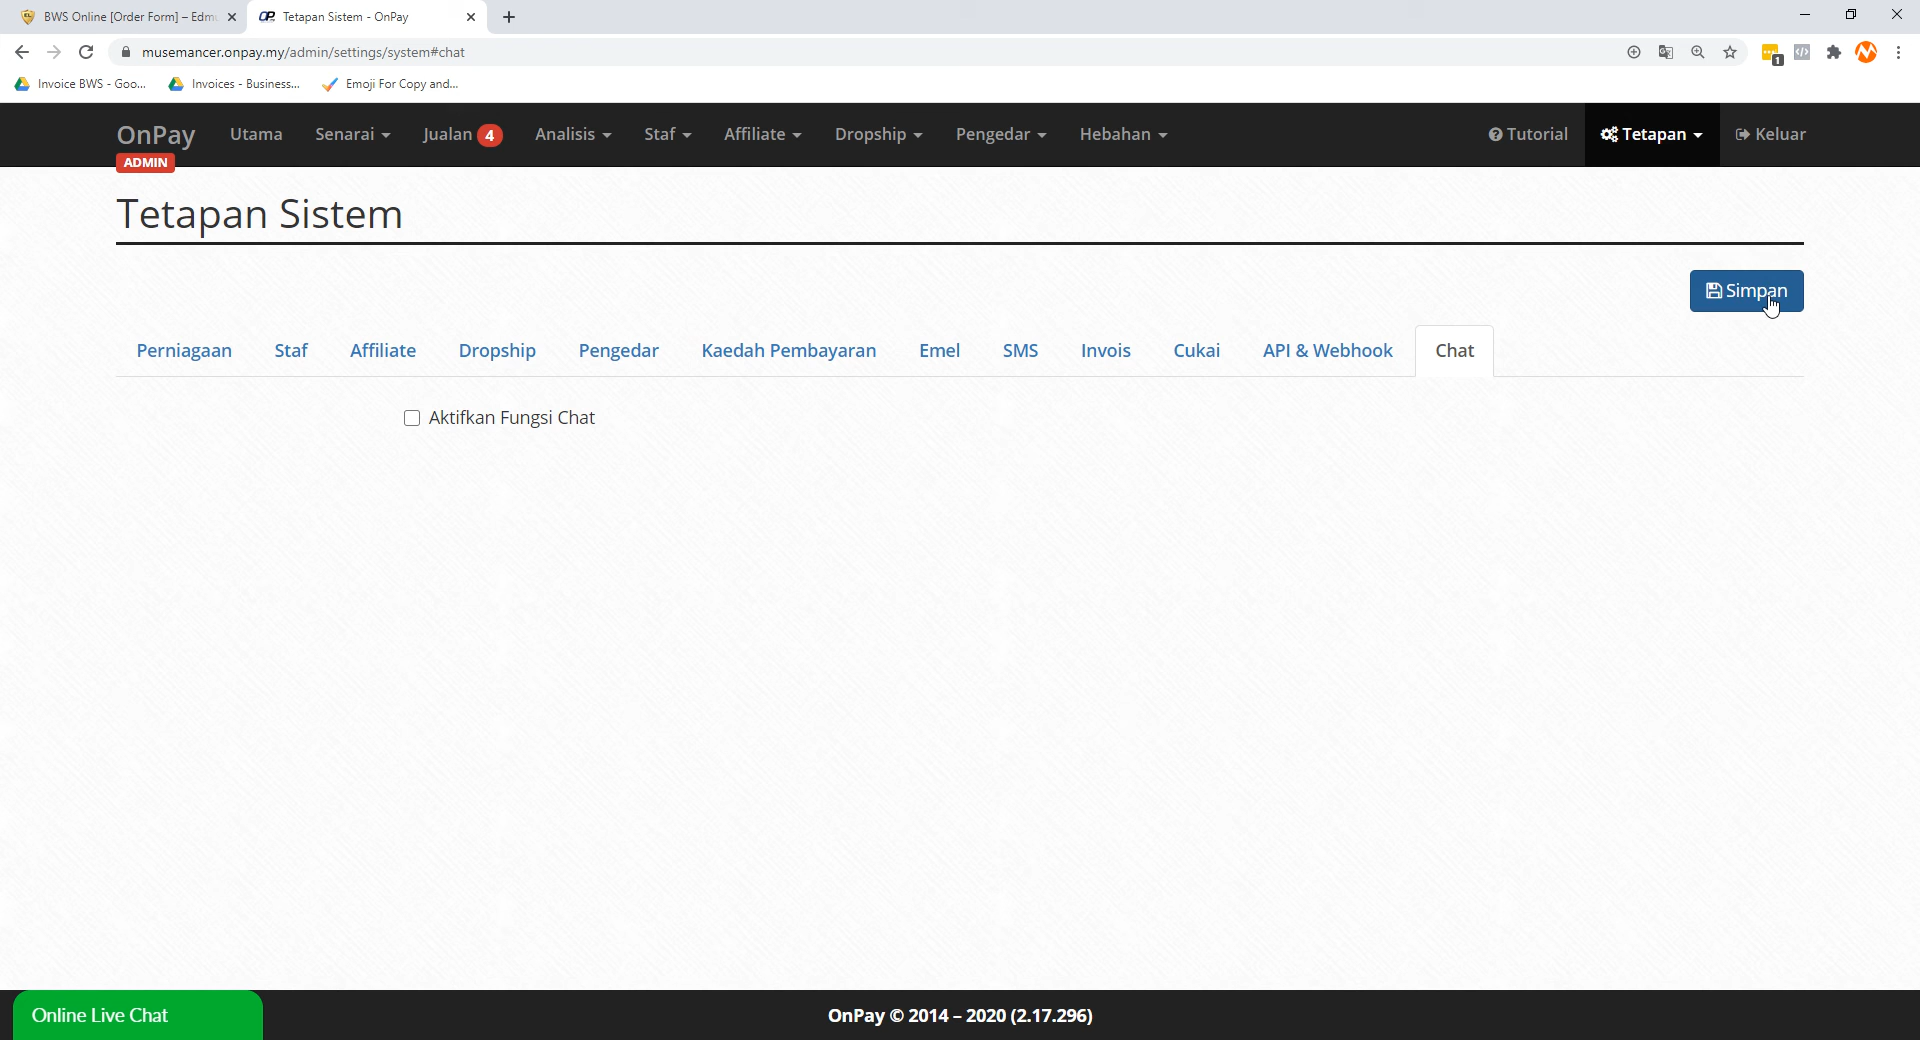 BWS Online [Order Form] – Edm
Tetapan Sistem - OnPay
musemancer.onpay.my/admin/settings/system#chat
1
Invoice BWS - Goo...
Invoices - Business...
Emoji For Copy and...
OnPay
ADMIN
Utama
Senarai
Jualan 4
Analisis
Staf
Affiliate
Dropship
Pengedar
Hebahan
Tutorial
Tetapan
Keluar
Tetapan Sistem
Simpan
Perniagaan
Staf
Affiliate
Dropship
Pengedar
Kaedah Pembayaran
Emel
SMS
Invois
Cukai
API & Webhook
Chat
Aktifkan Fungsi Chat
Online Live Chat
OnPay © 2014 – 2020 (2.17.296)